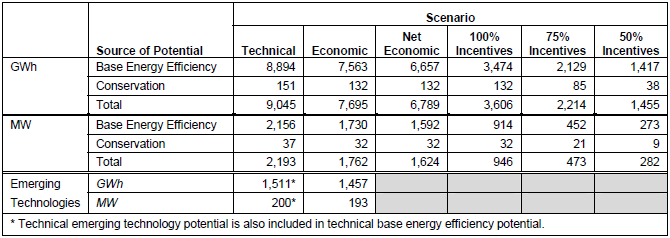 Scenario
Source of Potential Technical Economic Net Economic 100% Incentives 75% Incentives 50% Incentives
GWh Base Energy Efficiency 8,894 7,563 6,657 3,474 2,129 1,417
Conservation 151 132 132 132 85 38
Total 9,045 7,695 6,789 3,606 2,214 1,455
MW Base Energy Efficiency 2,156 1,730 1,592 914 452 273
Conservation 37 32 32 32 21 9
Total 2,193 1,762 1,624 946 473 282
Emerging GWh 1,511* 1,457
Technologies MW 200* 193
* Technical emerging technology potential is also included in technical base energy efficiency potential.